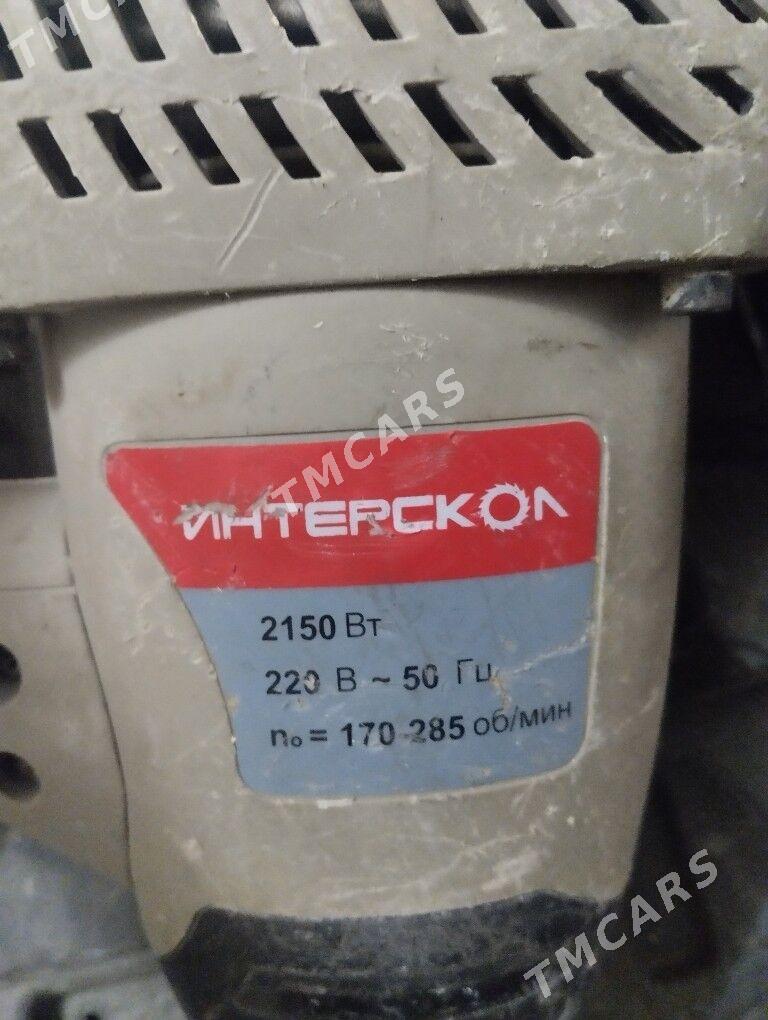 TMCARS
TMCARS
ИНТЕРСКОЛ
2150 Вт
220 В ~ 50 Гц
n₀ = 170-285 об/мин
TMCARS